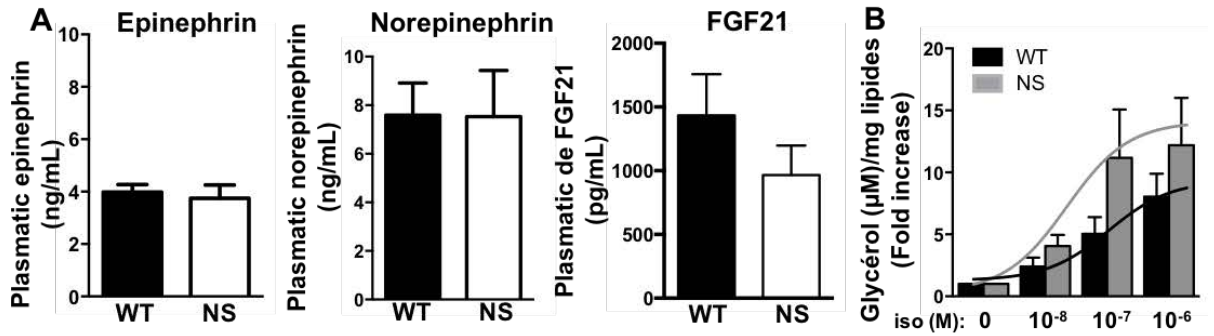 A
Epinephrin
Plasmatic epinephrin
(ng/mL)
10
8
6
4
2
0
WT
NS
Norepinephrin
Plasmatic norepinephrin
(ng/mL)
10
8
6
4
2
0
WT
NS
FGF21
Plasmatic de FGF21
(pg/mL)
2000
1500
1000
500
0
WT
NS
B
Glycérol (µM)/mg lipides
(Fold increase)
20
15
10
5
0
WT
NS
iso (M): 0 10-8 10-7 10-6